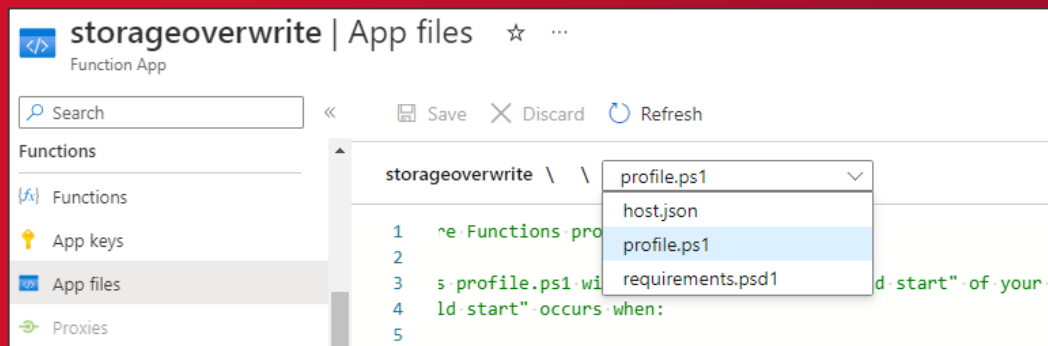 storageoverwrite | App files
Function App
Search
Functions
Functions
App keys
App files
Proxies
Save Discard Refresh
storageoverwrite \ \ profile.ps1
host.json
profile.ps1
requirements.psd1
1 re Functions pro
2
3 s profile.ps1 wi d start" of your
4 ld start" occurs when:
5